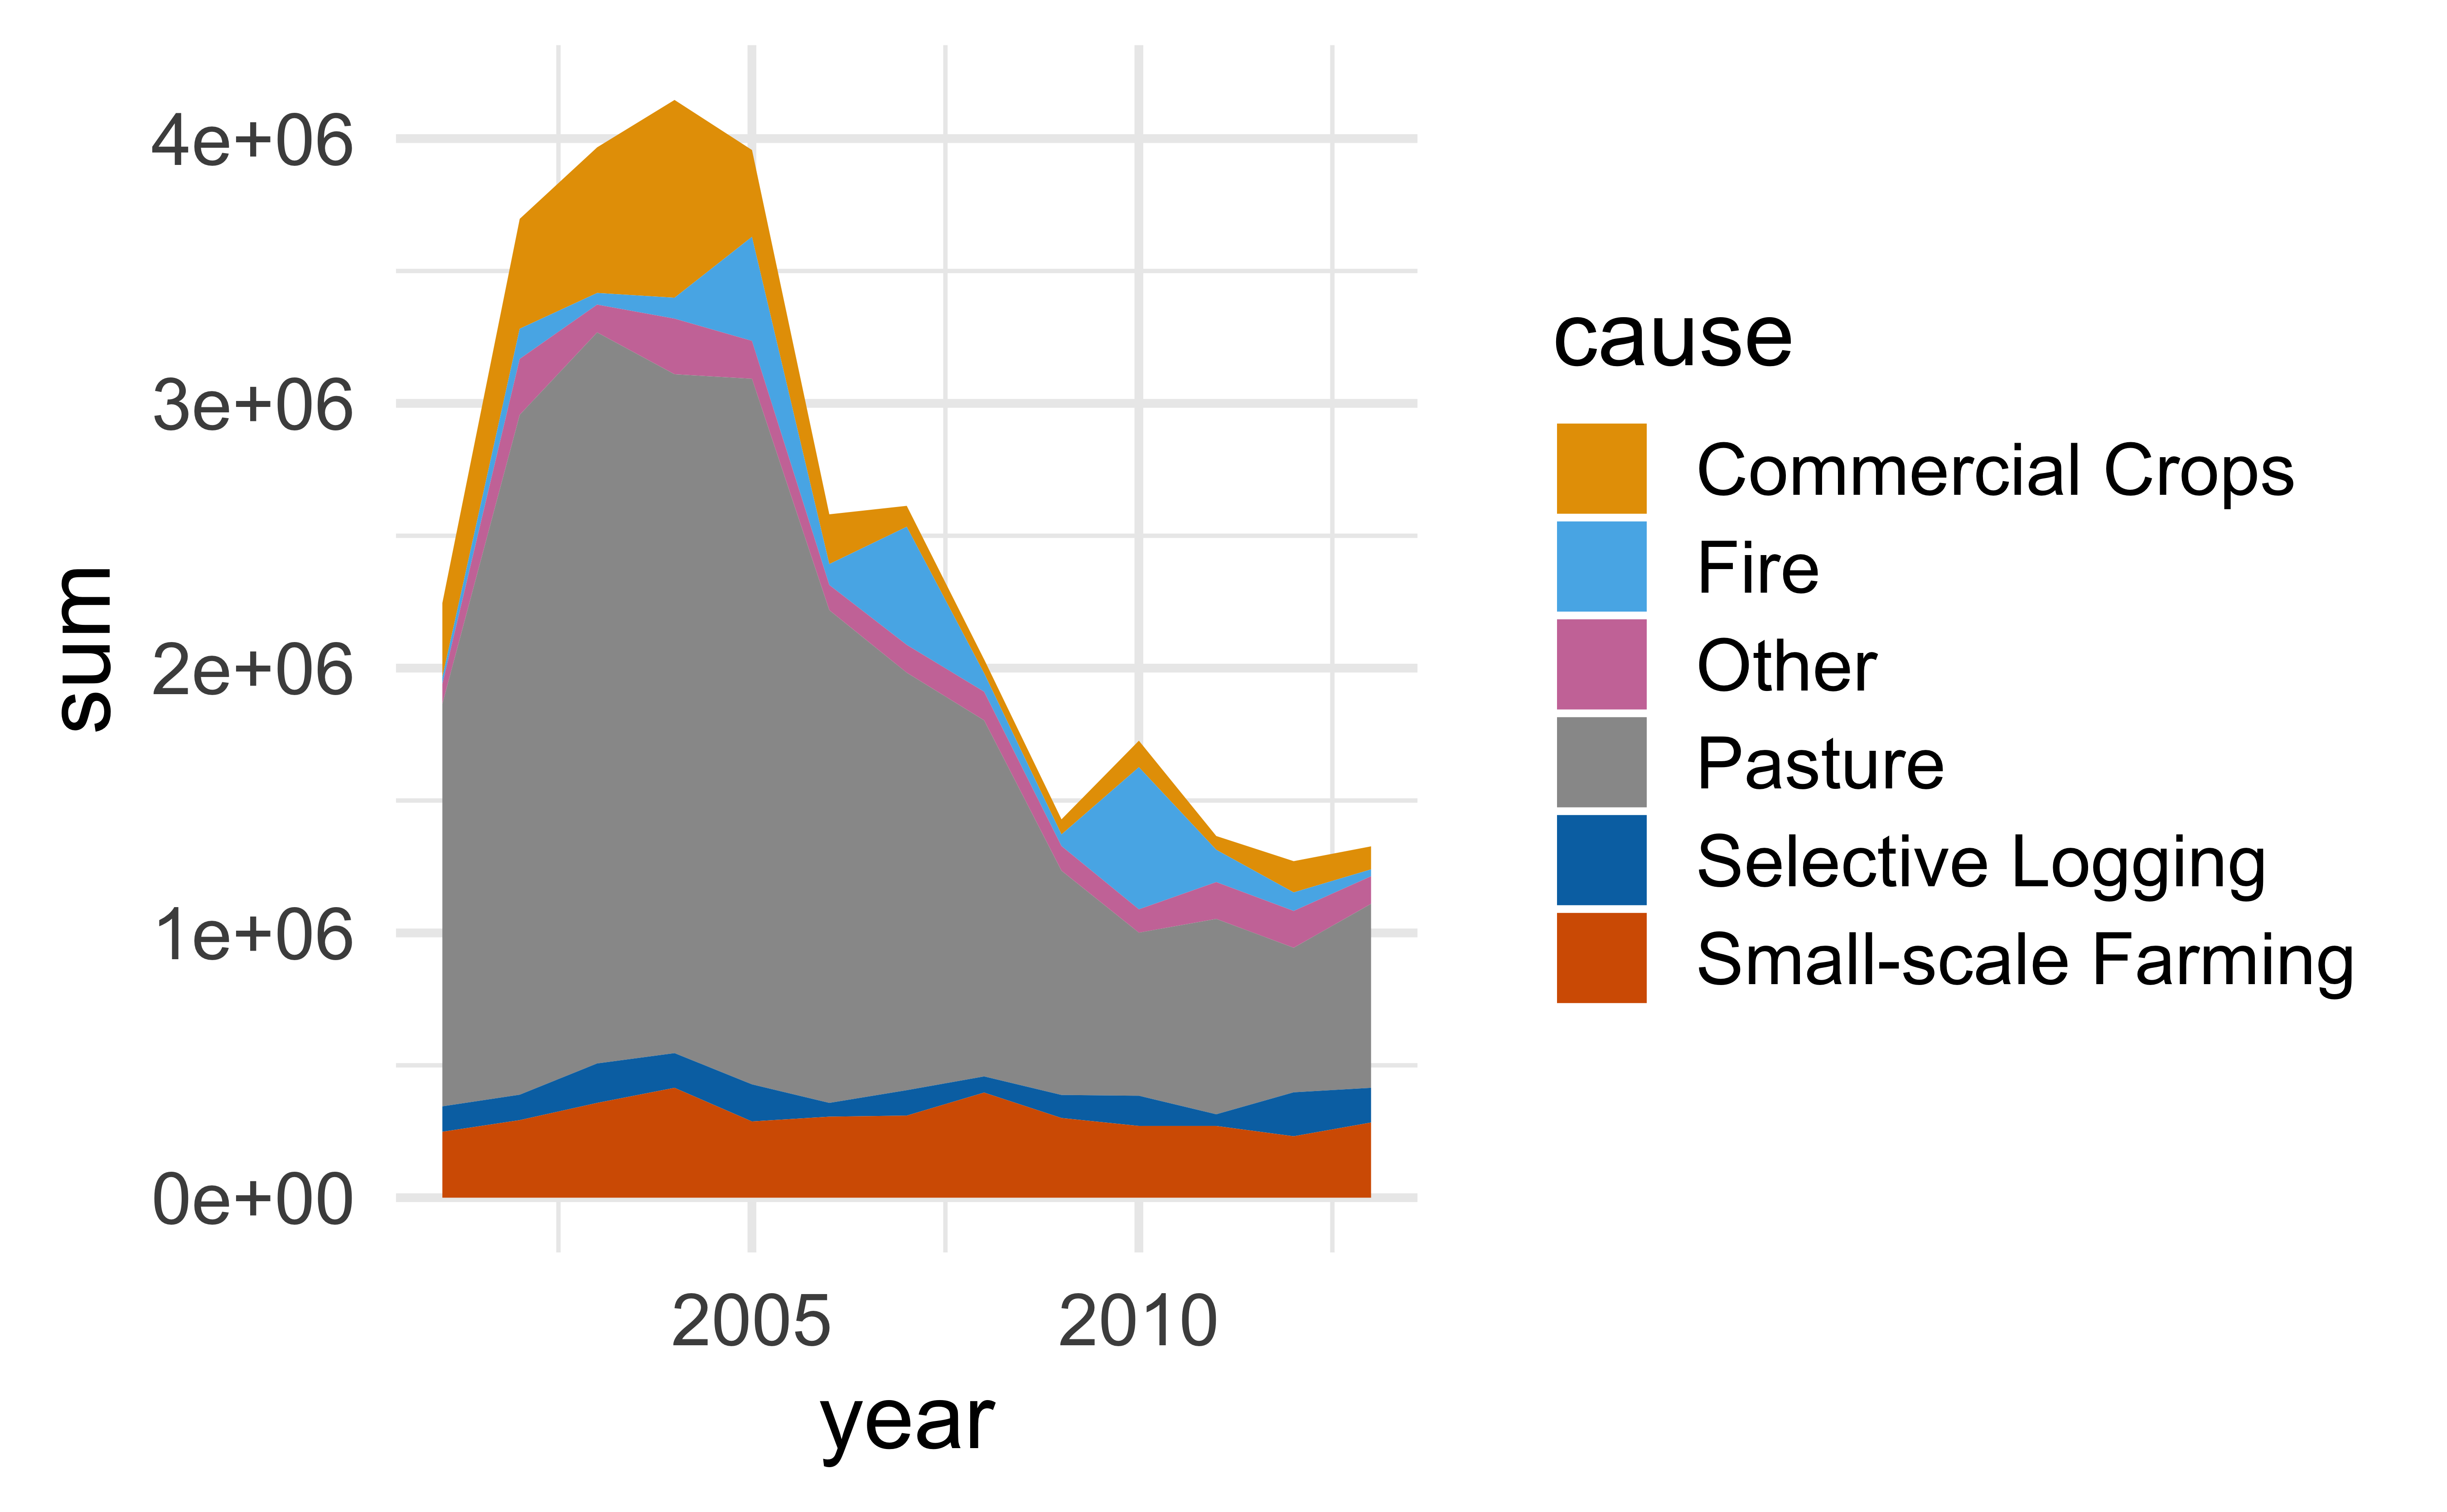 4e+06
3e+06
2e+06
1e+06
0e+00
sum
2005 2010
year
cause
Commercial Crops
Fire
Other
Pasture
Selective Logging
Small-scale Farming